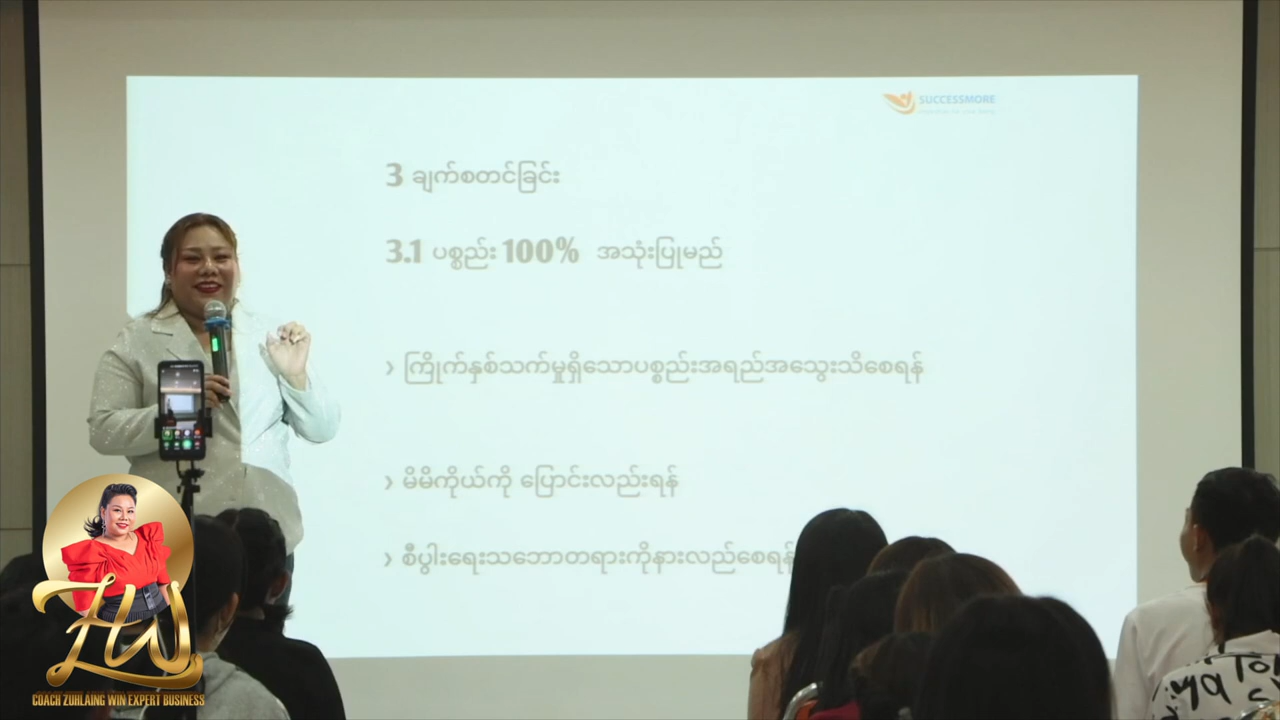 SUCCESSMORE
3 ချက်စတင်ခြင်း
3.1 ပစ္စည်း 100% အသုံးပြုမည်
› ကြိုက်နှစ်သက်မှုရှိသောပစ္စည်းအရည်အသွေးသိစေရန်
› မိမိကိုယ်ကို ပြောင်းလည်းရန်
› စီပွါးရေးသဘောတရားကိုနားလည်စေရန်
ZW
COACH ZUHLAING WIN EXPERT BUSINESS